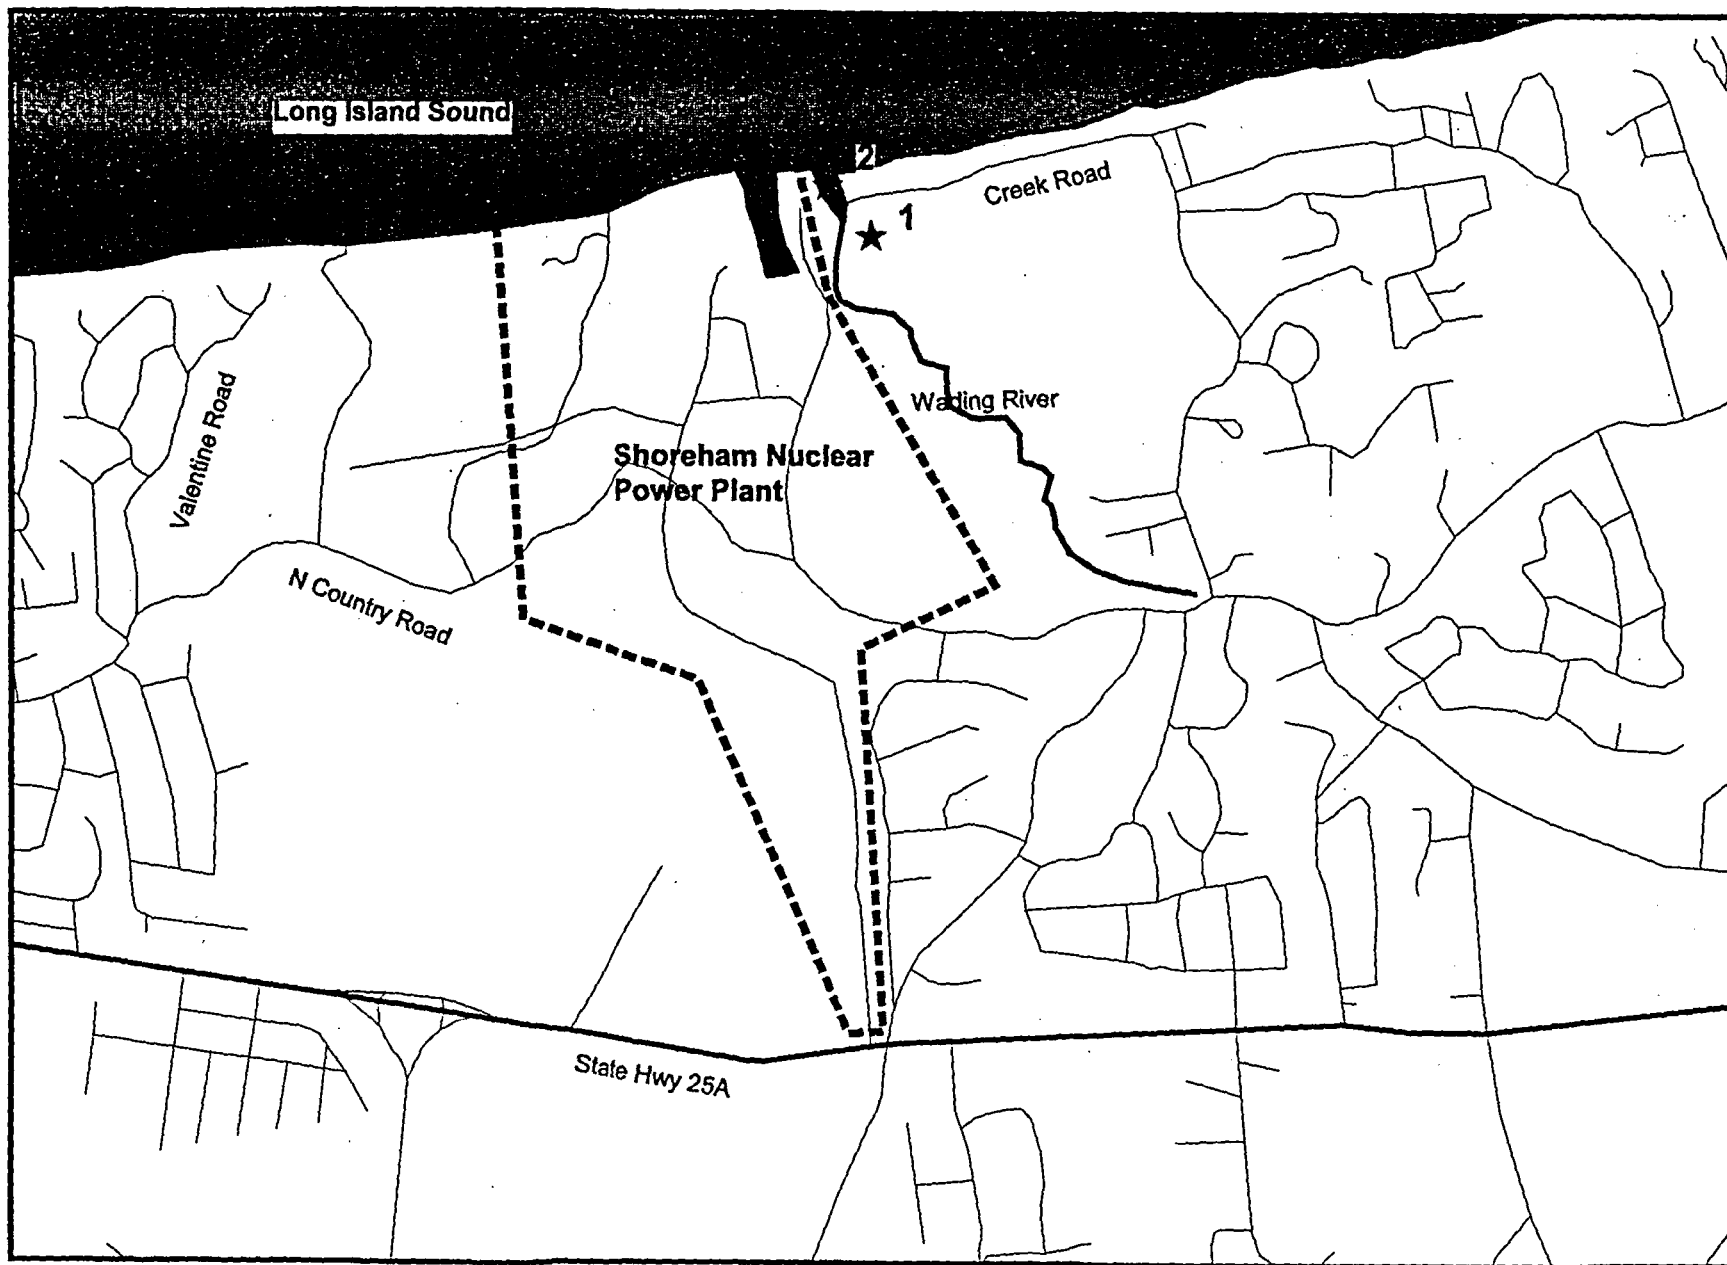 Long Island Sound
2
Creek Road
1
Valentine Road
Wading River
Shoreham Nuclear
Power Plant
N Country Road
State Hwy 25A